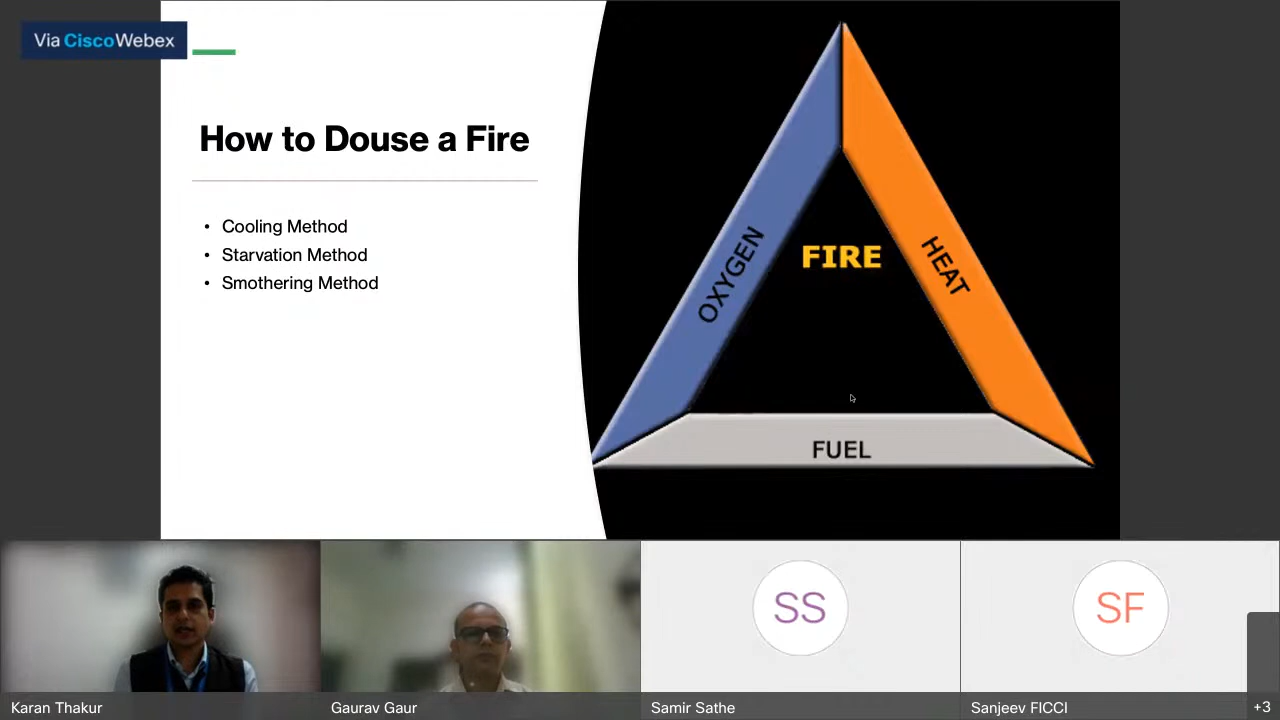 Via CiscoWebex
How to Douse a Fire
• Cooling Method
• Starvation Method
• Smothering Method
OXYGEN
FIRE
HEAT
FUEL
SS
SF
Karan Thakur
Gaurav Gaur
Samir Sathe
Sanjeev FICCI
+3